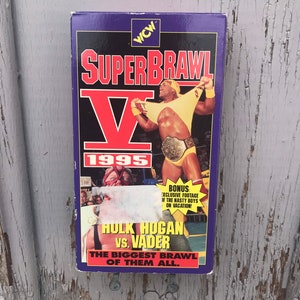 WCW
SUPERBRAWL
V
1995
BONUS
EXCLUSIVE FOOTAGE
OF THE NASTY BOYS
ON VACATION!
HULK HOGAN
VS. VADER
THE BIGGEST BRAWL
OF THEM ALL.